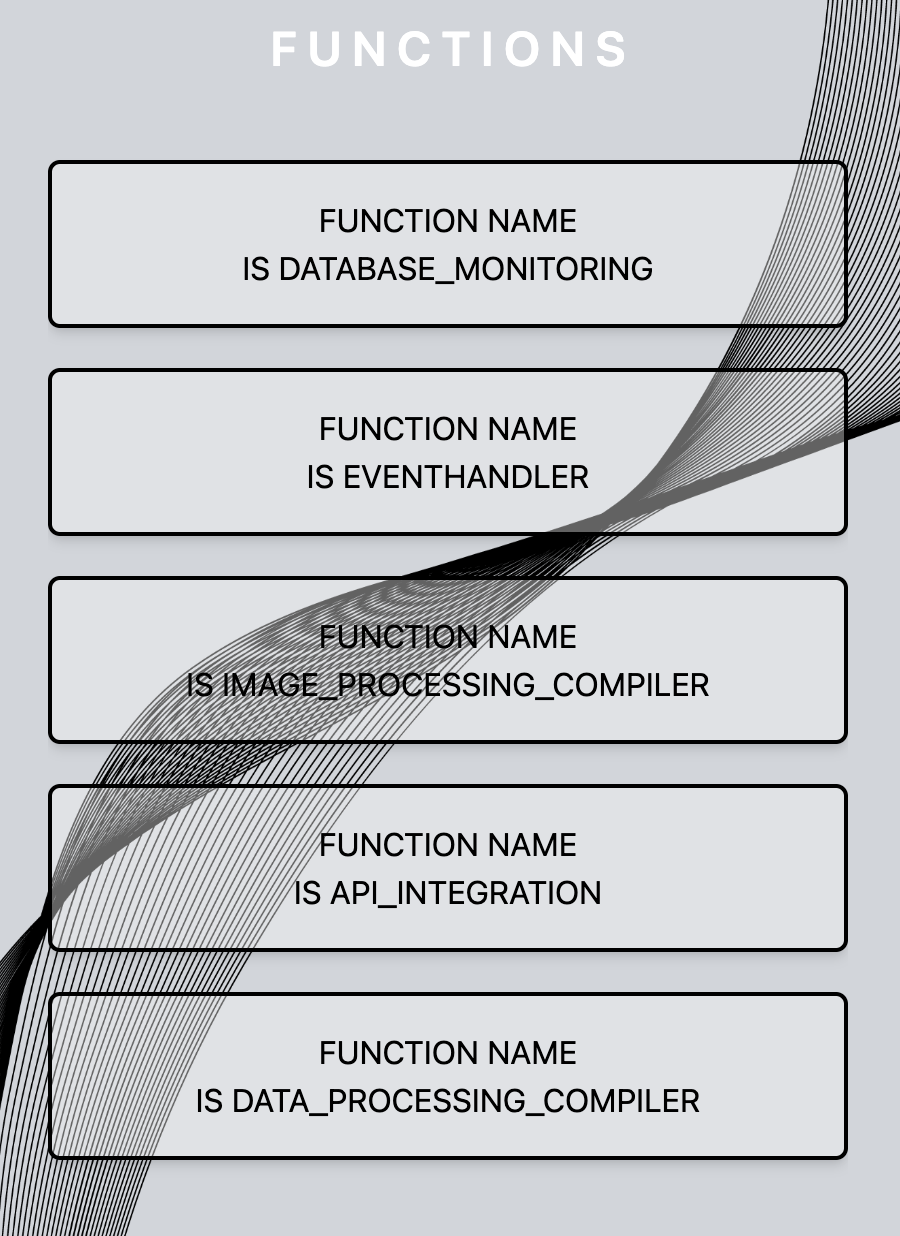 FUNCTIONS
FUNCTION NAME
IS DATABASE_MONITORING
FUNCTION NAME
IS EVENTHANDLER
FUNCTION NAME
IS IMAGE_PROCESSING_COMPILER
FUNCTION NAME
IS API_INTEGRATION
FUNCTION NAME
IS DATA_PROCESSING_COMPILER